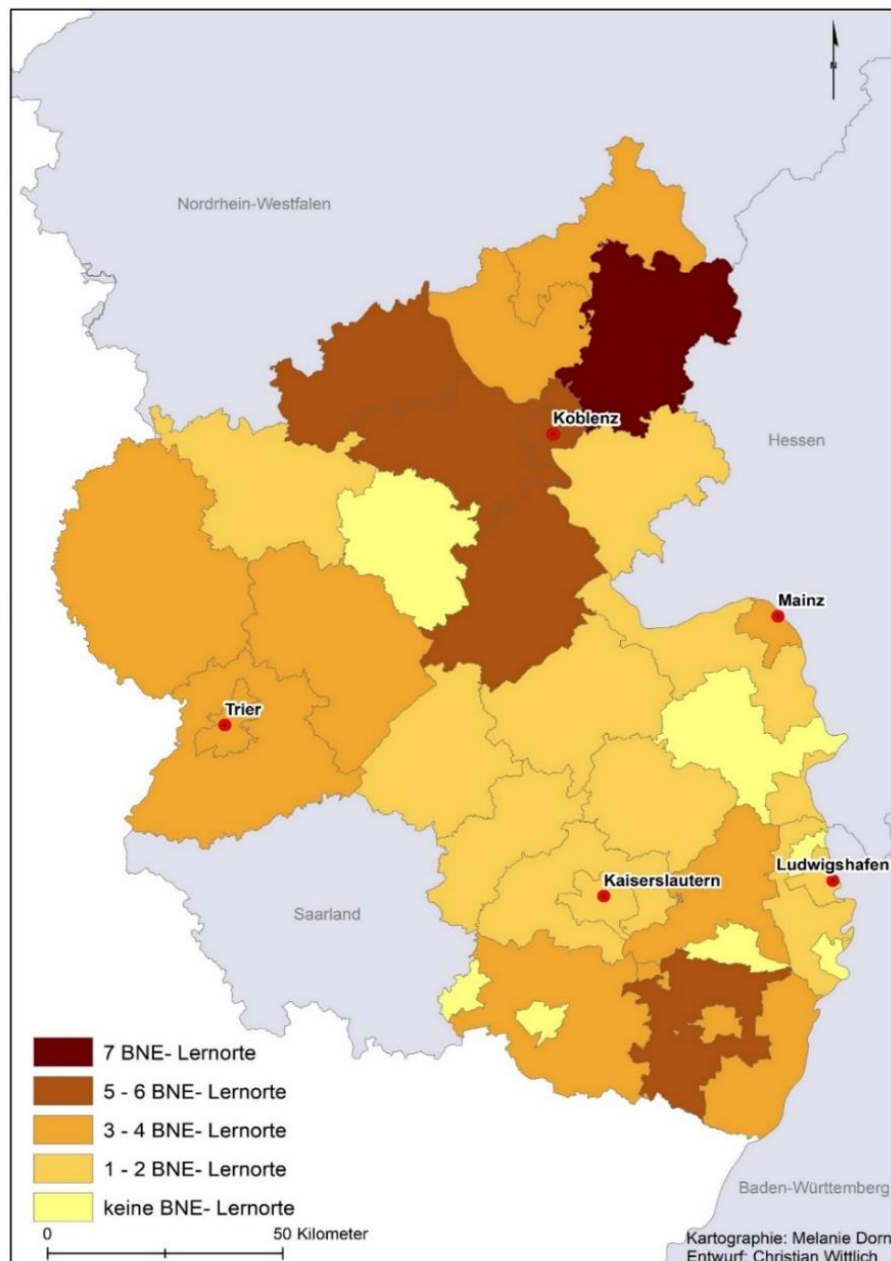 N
Nordrhein-Westfalen
Koblenz
Hessen
Mainz
Trier
Ludwigshafen
Kaiserslautern
Saarland
7 BNE- Lernorte
5 - 6 BNE- Lernorte
3 - 4 BNE- Lernorte
1 - 2 BNE- Lernorte
keine BNE- Lernorte
Baden-Württemberg
0 50 Kilometer
Kartographie: Melanie Dorn
Entwurf: Christian Wittlich